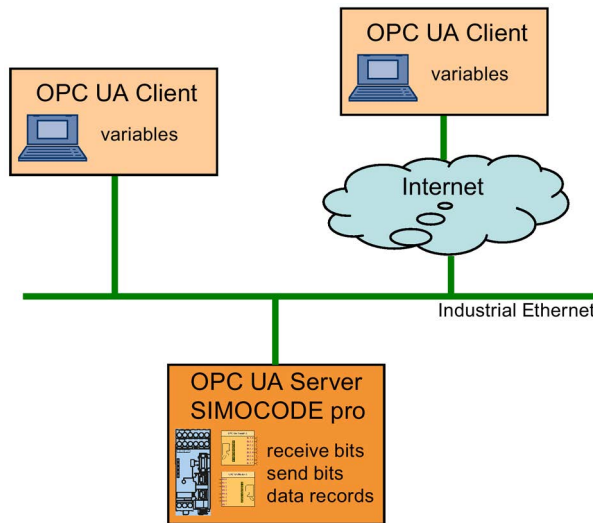 OPC UA Client
variables
OPC UA Client
variables
Internet
Industrial Ethernet
OPC UA Server
SIMOCODE pro
receive bits
send bits
data records